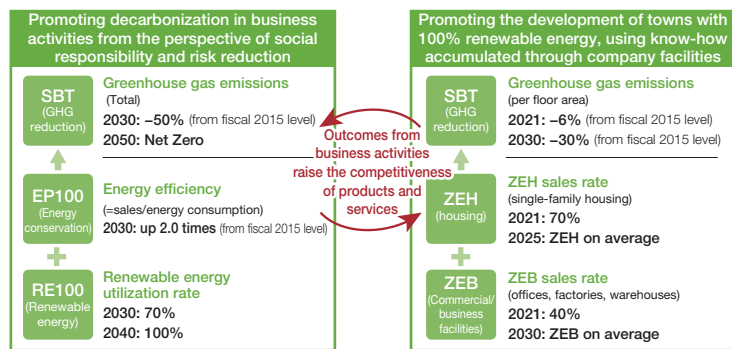 Promoting decarbonization in business
activities from the perspective of social
responsibility and risk reduction
SBT
(GHG
reduction)
Greenhouse gas emissions
(Total)
2030: −50% (from fiscal 2015 level)
2050: Net Zero
EP100
(Energy
conservation)
Energy efficiency
(=sales/energy consumption)
2030: up 2.0 times (from fiscal 2015 level)
RE100
(Renewable
energy)
Renewable energy
utilization rate
2030: 70%
2040: 100%
Outcomes from
business activities
raise the competitiveness
of products and
services
Promoting the development of towns with
100% renewable energy, using know-how
accumulated through company facilities
SBT
(GHG
reduction)
Greenhouse gas emissions
(per floor area)
2021: −6% (from fiscal 2015 level)
2030: −30% (from fiscal 2015 level)
ZEH
(housing)
ZEH sales rate
(single-family housing)
2021: 70%
2025: ZEH on average
ZEB
(Commercial/
business
facilities)
ZEB sales rate
(offices, factories, warehouses)
2021: 40%
2030: ZEB on average